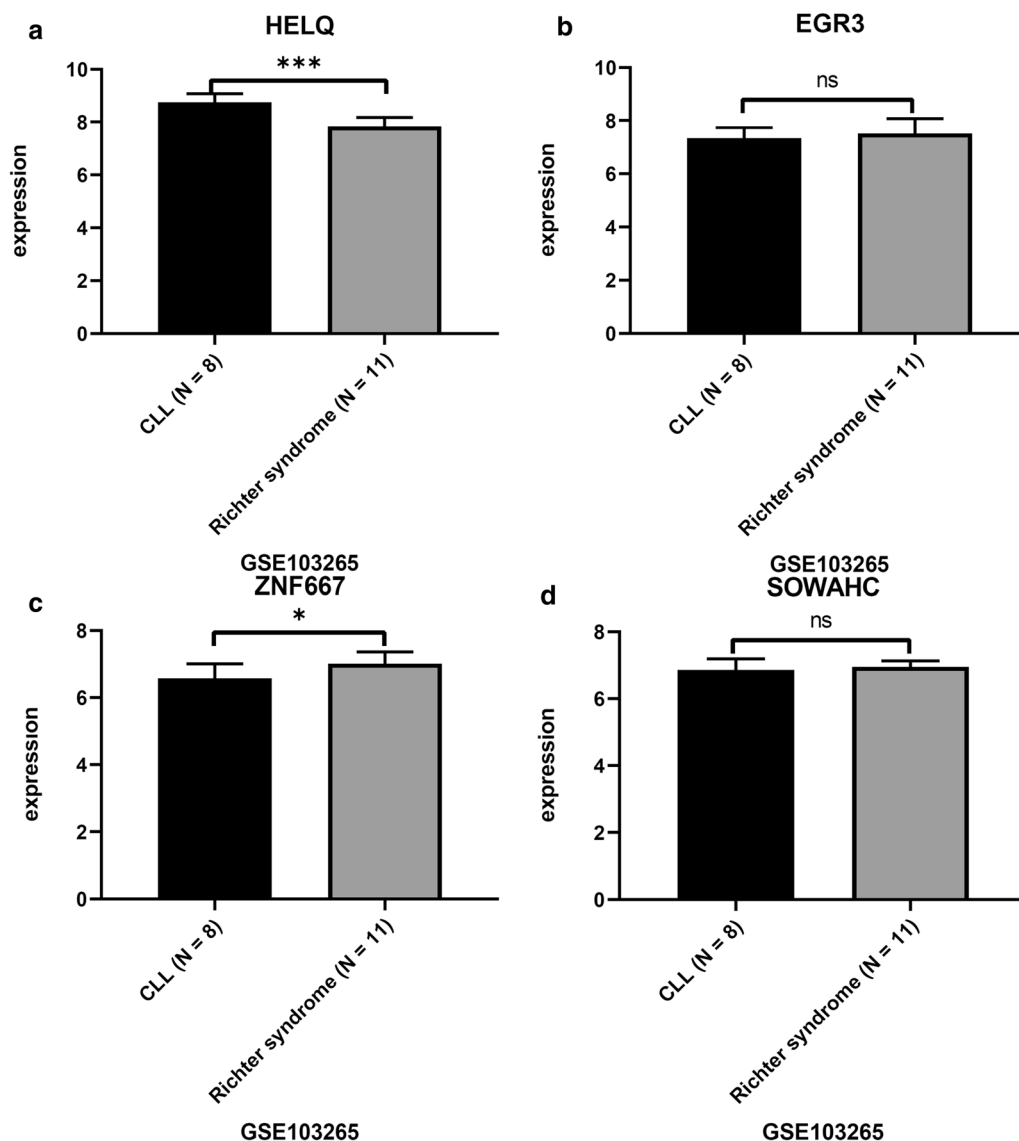 a
HELQ
***
10
8
6
4
2
0
expression
CLL (N = 8)
Richter syndrome (N = 11)
GSE103265
b
EGR3
ns
10
8
6
4
2
0
expression
CLL (N = 8)
Richter syndrome (N = 11)
GSE103265
c
ZNF667
*
8
6
4
2
0
expression
CLL (N = 8)
Richter syndrome (N = 11)
GSE103265
d
SOWAHC
ns
8
6
4
2
0
expression
CLL (N = 8)
Richter syndrome (N = 11)
GSE103265